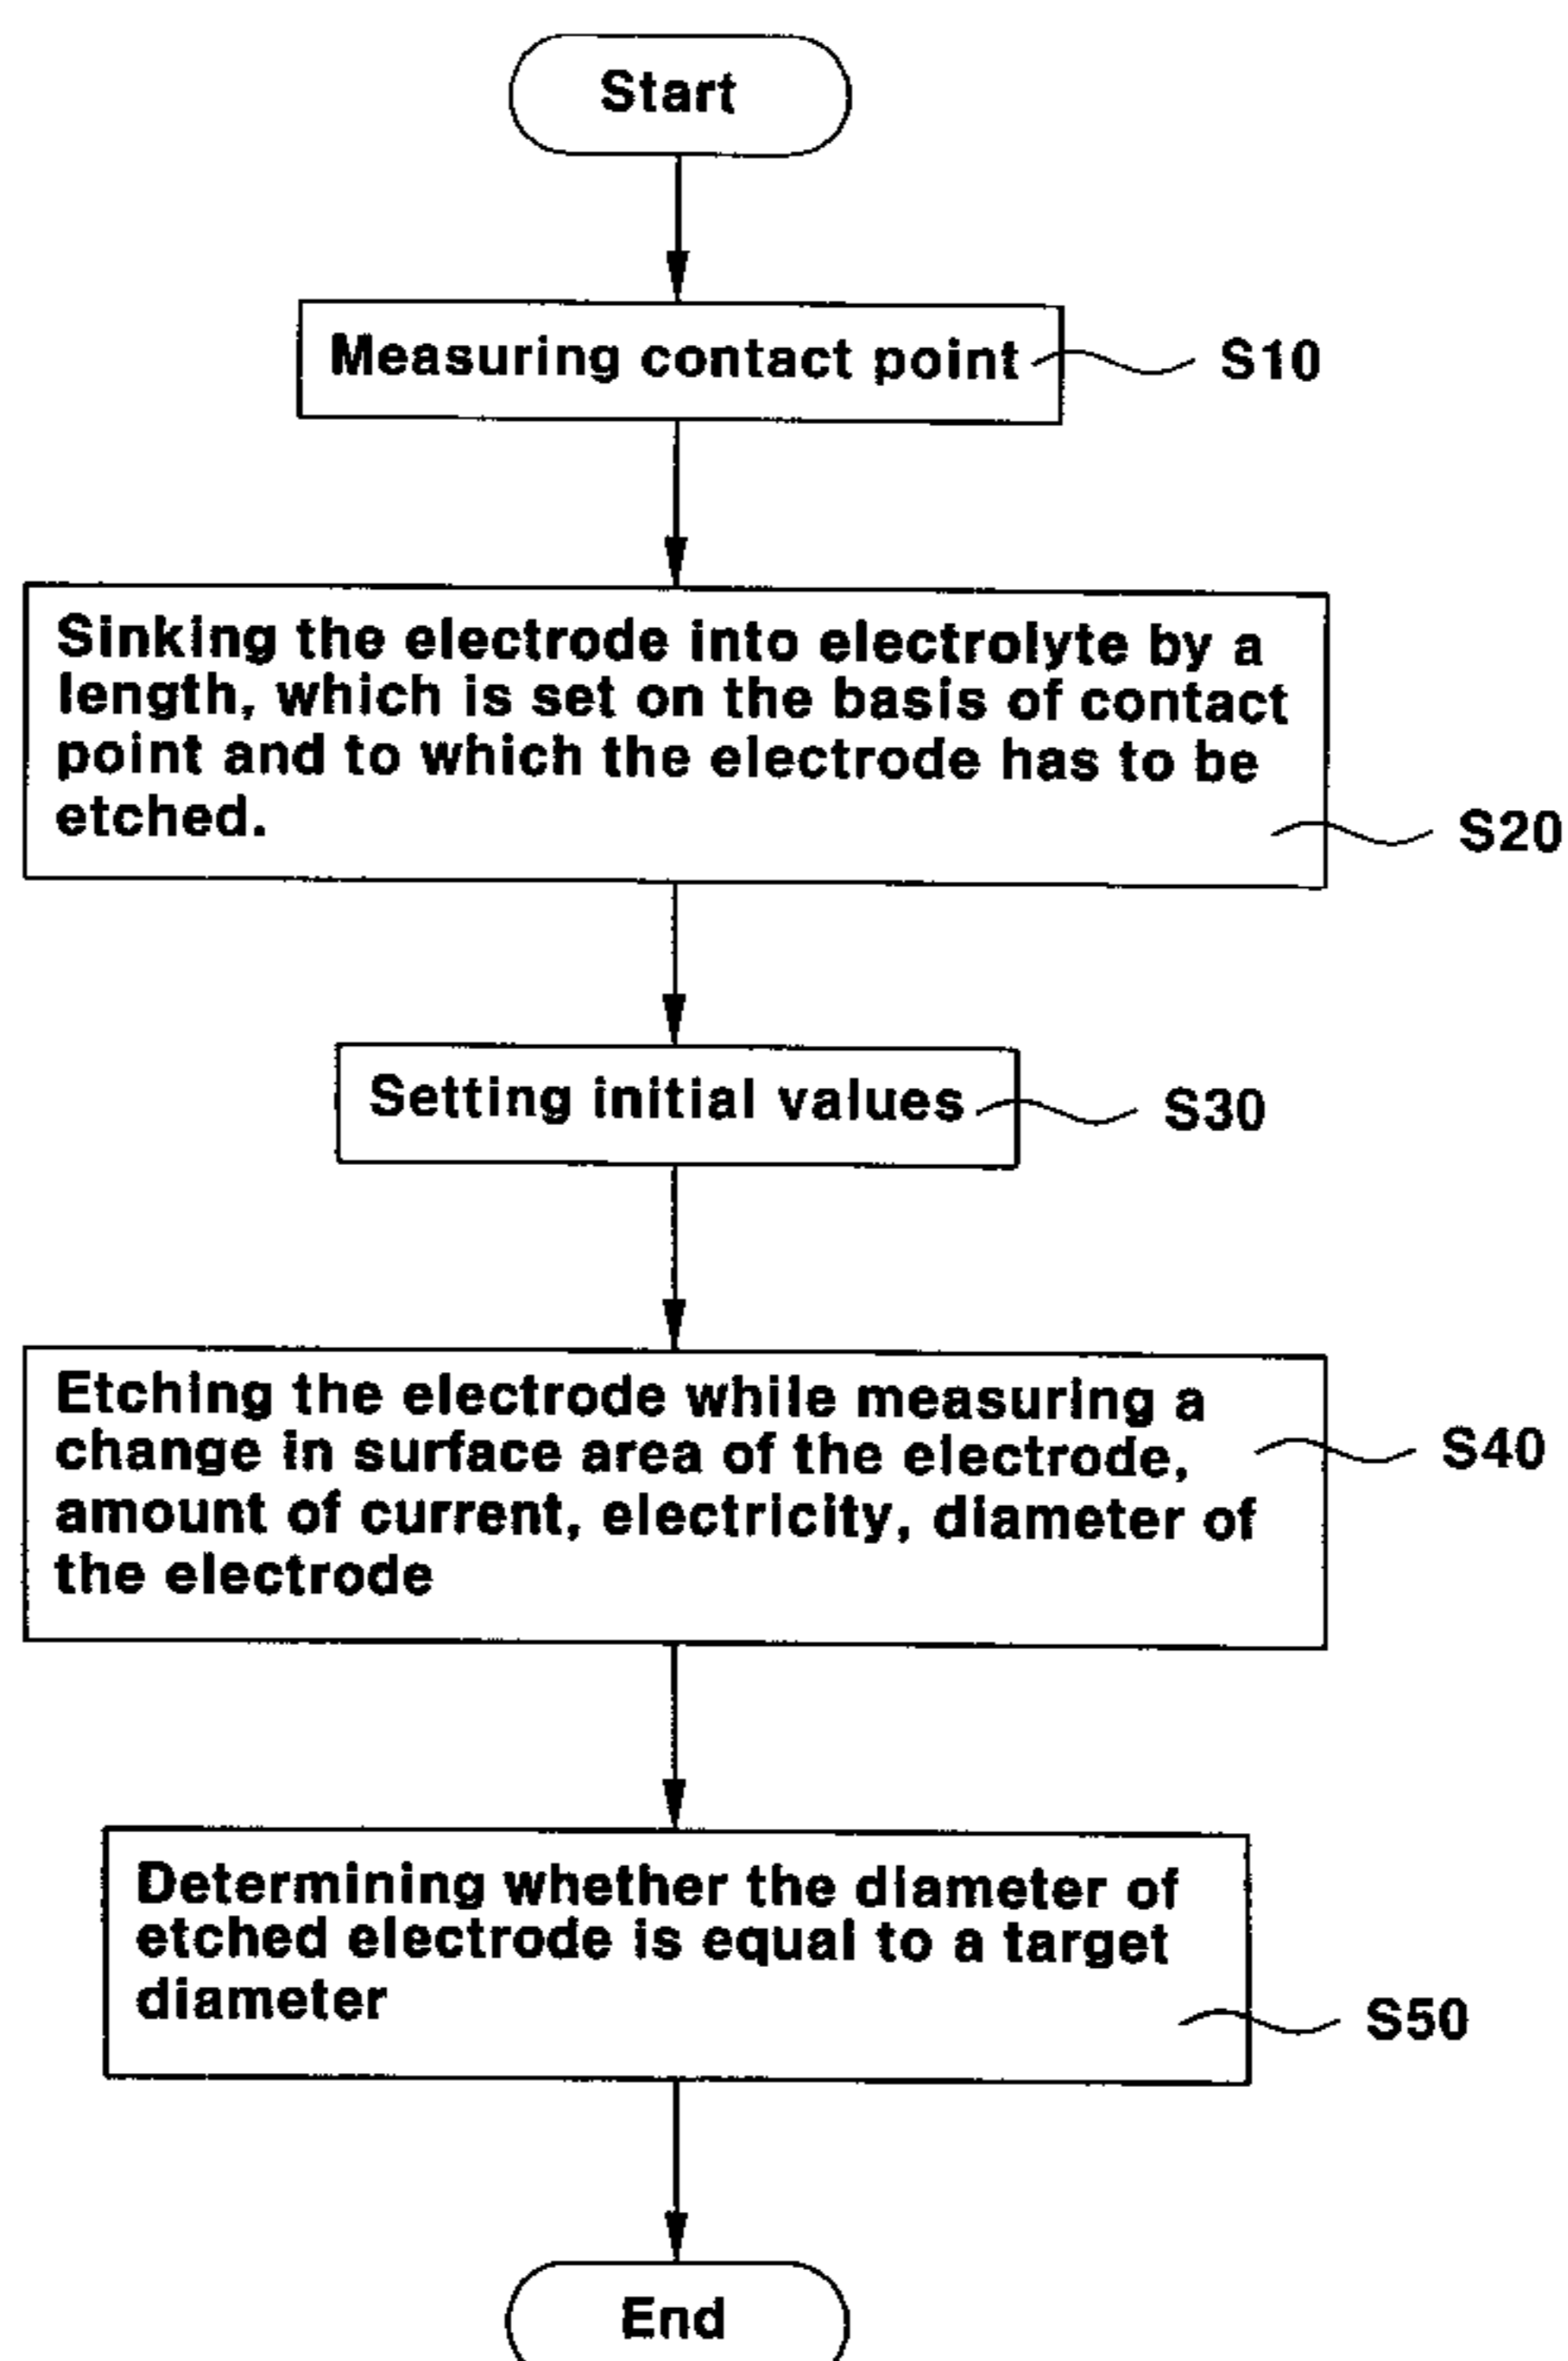 Start
Measuring contact point
S10
Sinking the electrode into electrolyte by a
length, which is set on the basis of contact
point and to which the electrode has to be
etched.
S20
Setting initial values
S30
Etching the electrode while measuring a
change in surface area of the electrode,
amount of current, electricity, diameter of
the electrode
S40
Determining whether the diameter of
etched electrode is equal to a target
diameter
S50
End